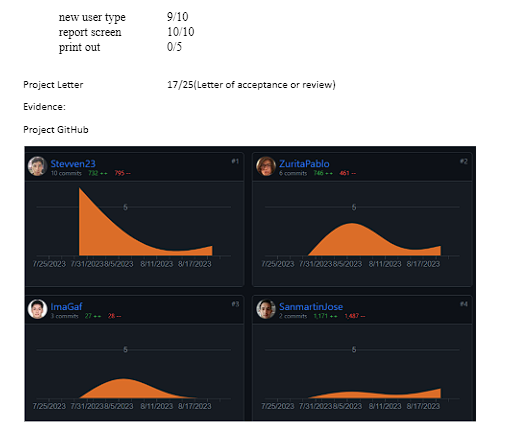 new user type 9/10
report screen 10/10
print out 0/5
Project Letter 17/25(Letter of acceptance or review)
Evidence:
Project GitHub
Stevven23 #1
10 commits 732 ++ 795 --
5
7/25/2023 7/31/2023 8/5/2023 8/11/2023 8/17/2023
ZuritaPablo #2
6 commits 746 ++ 461 --
5
7/25/2023 7/31/2023 8/5/2023 8/11/2023 8/17/2023
ImaGaf #3
3 commits 27 ++ 28 --
5
7/25/2023 7/31/2023 8/5/2023 8/11/2023 8/17/2023
SanmartinJose #4
2 commits 1,171 ++ 1,487 --
5
7/25/2023 7/31/2023 8/5/2023 8/11/2023 8/17/2023